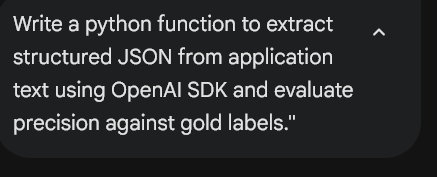 Write a python function to extract
structured JSON from application
text using OpenAI SDK and evaluate
precision against gold labels."